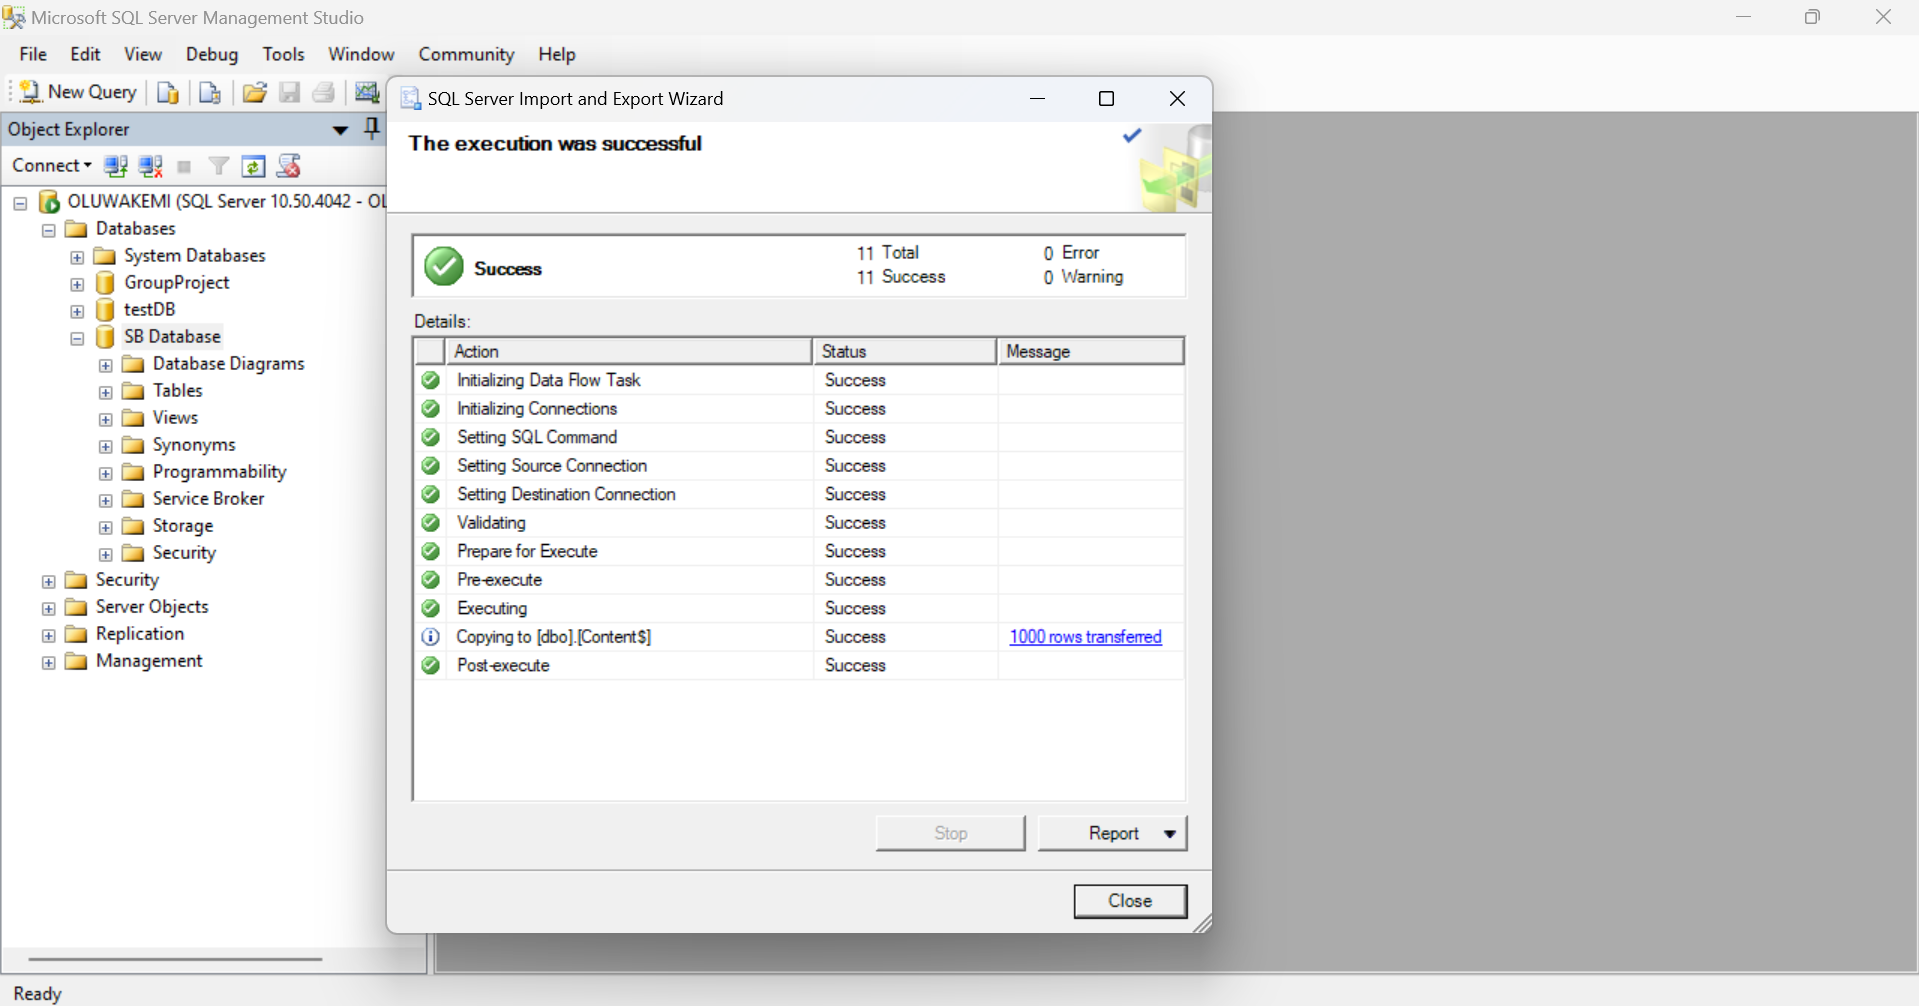 Microsoft SQL Server Management Studio
File Edit View Debug Tools Window Community Help
New Query
Object Explorer
Connect
OLUWAKEMI (SQL Server 10.50.4042 - OL
Databases
System Databases
GroupProject
testDB
SB Database
Database Diagrams
Tables
Views
Synonyms
Programmability
Service Broker
Storage
Security
Security
Server Objects
Replication
Management
SQL Server Import and Export Wizard
The execution was successful
Success
11 Total 0 Error
11 Success 0 Warning
Details:
Action Status Message
Initializing Data Flow Task Success
Initializing Connections Success
Setting SQL Command Success
Setting Source Connection Success
Setting Destination Connection Success
Validating Success
Prepare for Execute Success
Pre-execute Success
Executing Success
Copying to [dbo].[Content$] Success 1000 rows transferred
Post-execute Success
Stop Report
Close
Ready